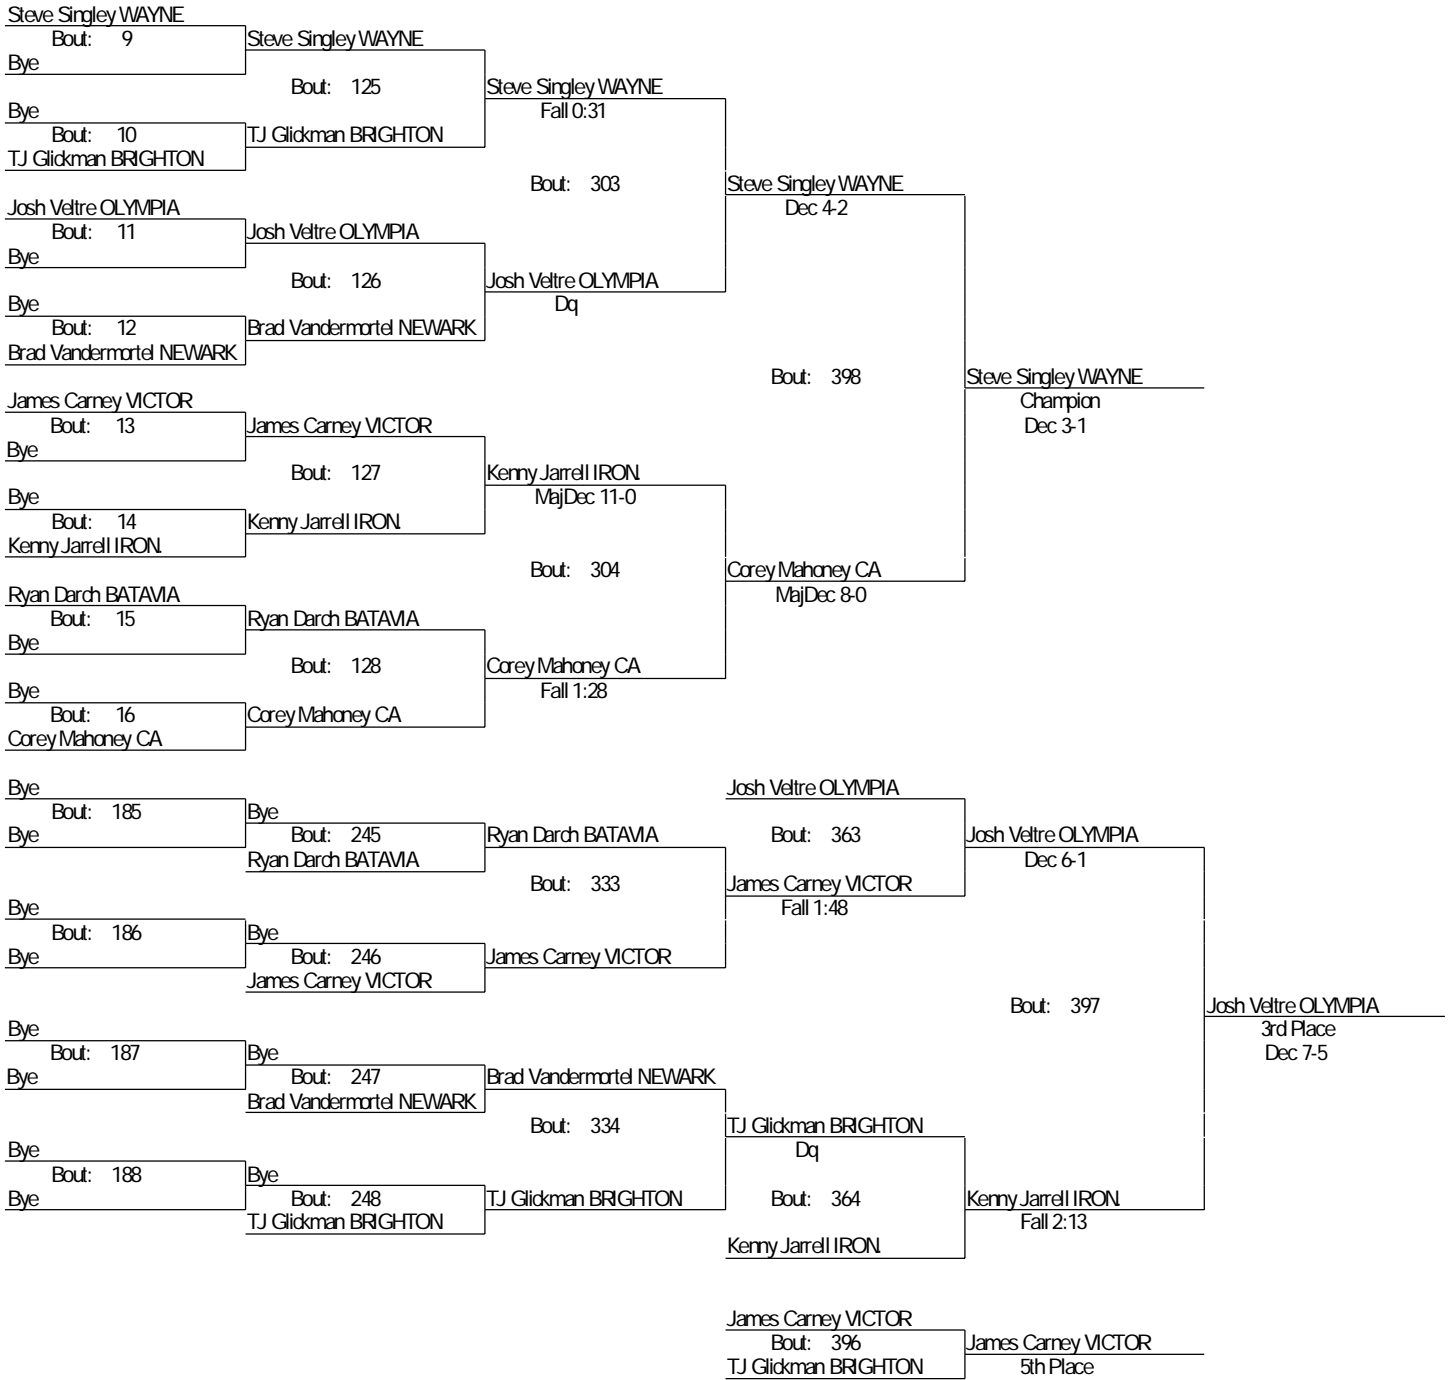 Steve Singley WAYNE
Bout: 9 Steve Singley WAYNE
Bye
Bout: 125 Steve Singley WAYNE
Bye Fall 0:31
Bout: 10 TJ Glickman BRIGHTON
TJ Glickman BRIGHTON
Bout: 303 Steve Singley WAYNE
Josh Veltre OLYMPIA Dec 4-2
Bout: 11 Josh Veltre OLYMPIA
Bye
Bout: 126 Josh Veltre OLYMPIA
Bye Dq
Bout: 12 Brad Vandermortel NEWARK
Brad Vandermortel NEWARK
Bout: 398 Steve Singley WAYNE
James Carney VICTOR Champion
Bout: 13 James Carney VICTOR Dec 3-1
Bye
Bout: 127 Kenny Jarrell IRON.
Bye MajDec 11-0
Bout: 14 Kenny Jarrell IRON.
Kenny Jarrell IRON.
Bout: 304 Corey Mahoney CA
Ryan Darch BATAVIA MajDec 8-0
Bout: 15 Ryan Darch BATAVIA
Bye
Bout: 128 Corey Mahoney CA
Bye Fall 1:28
Bout: 16 Corey Mahoney CA
Corey Mahoney CA
Bye Josh Veltre OLYMPIA
Bout: 185 Bye
Bye Bout: 245 Ryan Darch BATAVIA Bout: 363 Josh Veltre OLYMPIA
Ryan Darch BATAVIA Dec 6-1
Bout: 333 James Carney VICTOR
Bye Fall 1:48
Bout: 186 Bye
Bye Bout: 246 James Carney VICTOR
James Carney VICTOR
Bout: 397 Josh Veltre OLYMPIA
Bye 3rd Place
Bout: 187 Bye Dec 7-5
Bye Bout: 247 Brad Vandermortel NEWARK
Brad Vandermortel NEWARK
Bout: 334 TJ Glickman BRIGHTON
Bye Dq
Bout: 188 Bye
Bye Bout: 248 TJ Glickman BRIGHTON Bout: 364 Kenny Jarrell IRON.
TJ Glickman BRIGHTON Fall 2:13
Kenny Jarrell IRON.
James Carney VICTOR
Bout: 396 James Carney VICTOR
TJ Glickman BRIGHTON 5th Place